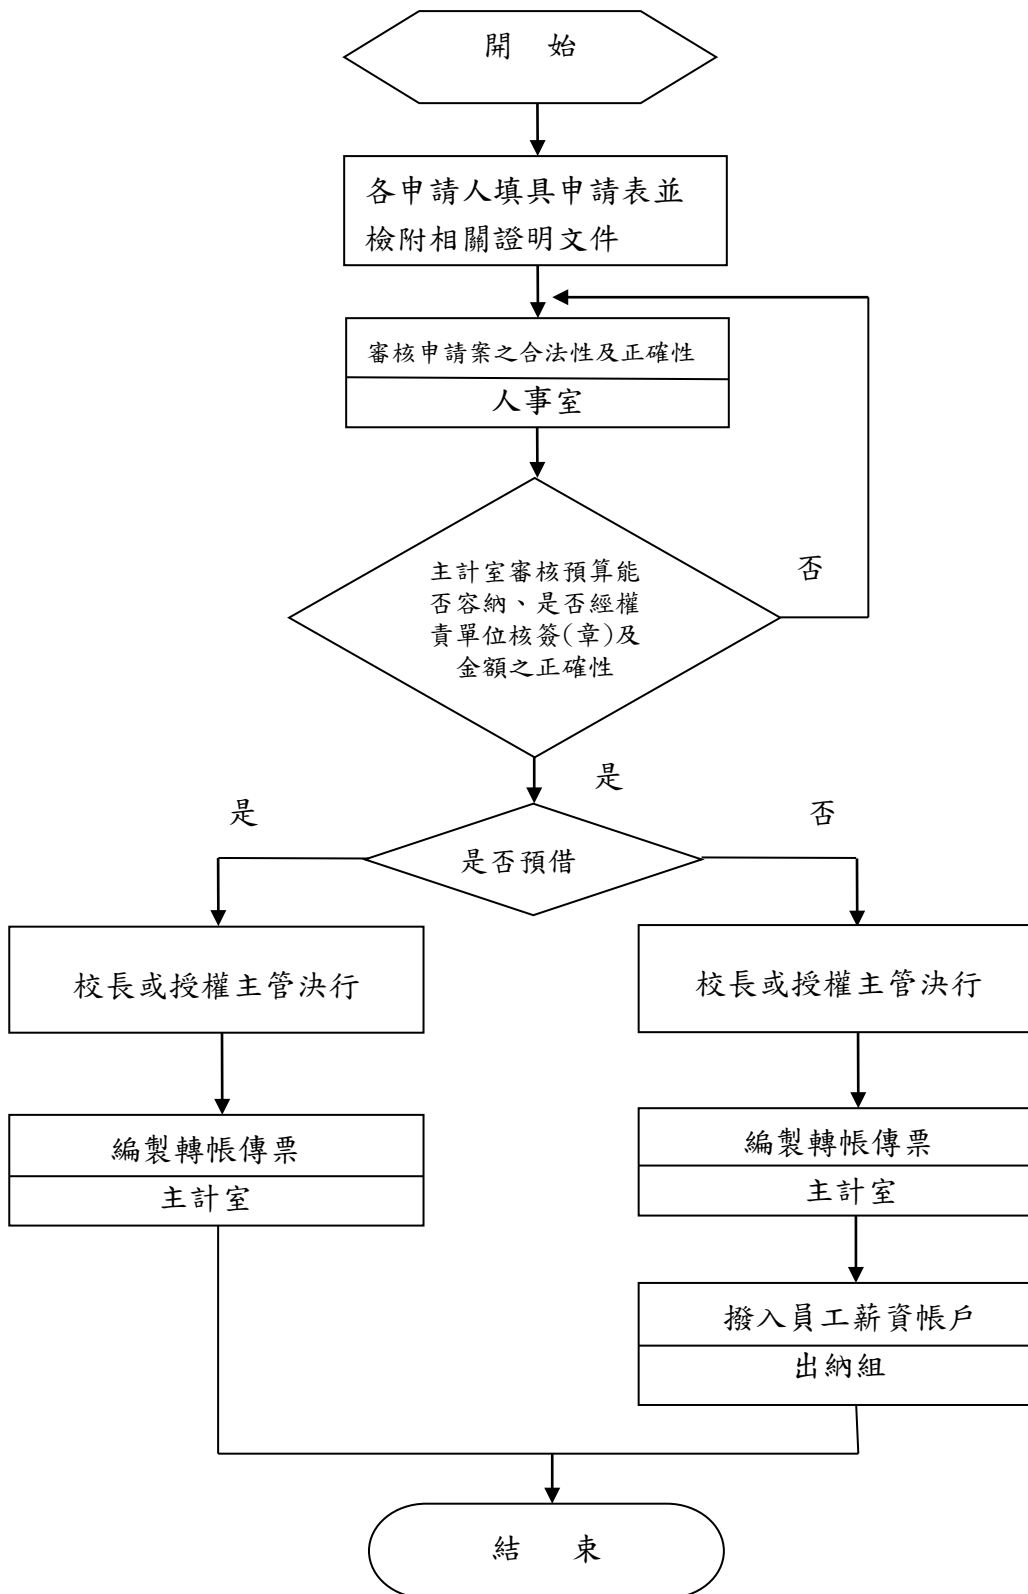 開 始
各申請人填具申請表並
檢附相關證明文件
審核申請案之合法性及正確性
人事室
主計室審核預算能
否容納、是否經權
責單位核簽(章)及
金額之正確性
否
是
是
否
是否預借
校長或授權主管決行
校長或授權主管決行
編製轉帳傳票
主計室
編製轉帳傳票
主計室
撥入員工薪資帳戶
出納組
結 束